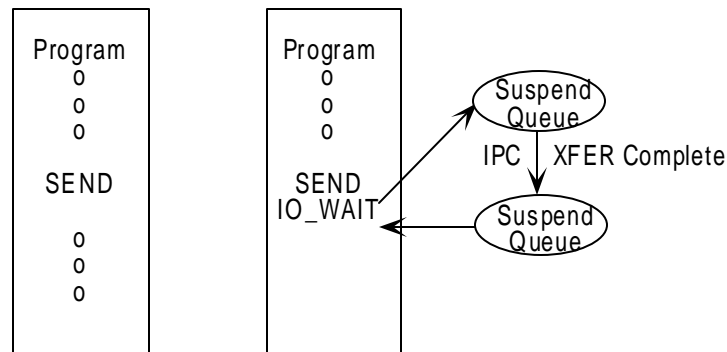 Program
o
o
o
SEND
o
o
o
Program
o
o
o
SEND
IO_WAIT
Suspend
Queue
IPC XFER Complete
Suspend
Queue